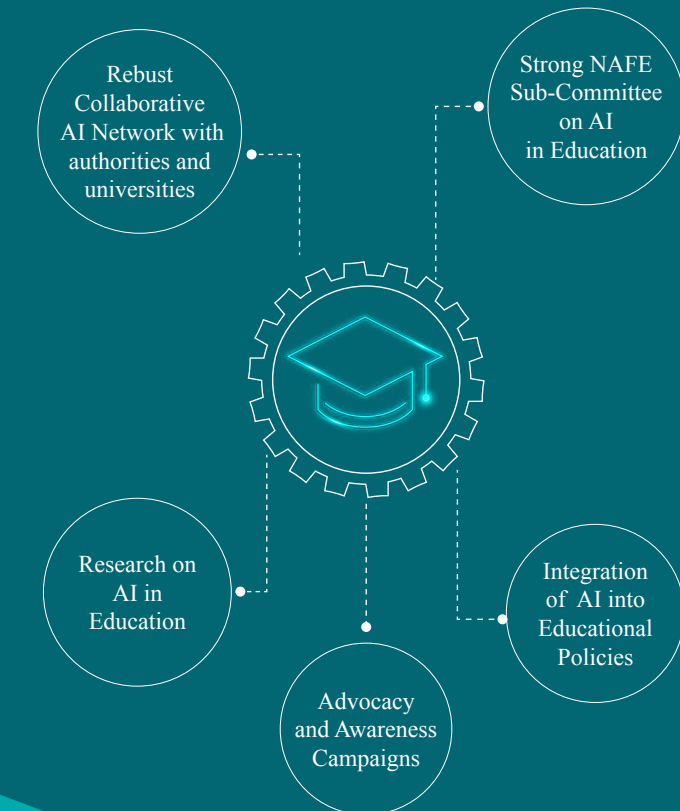 Rebust
Collaborative
AI Network with
authorities and
universities
Strong NAFE
Sub-Committee
on AI
in Education
Research on
AI in
Education
Advocacy
and Awareness
Campaigns
Integration
of AI into
Educational
Policies